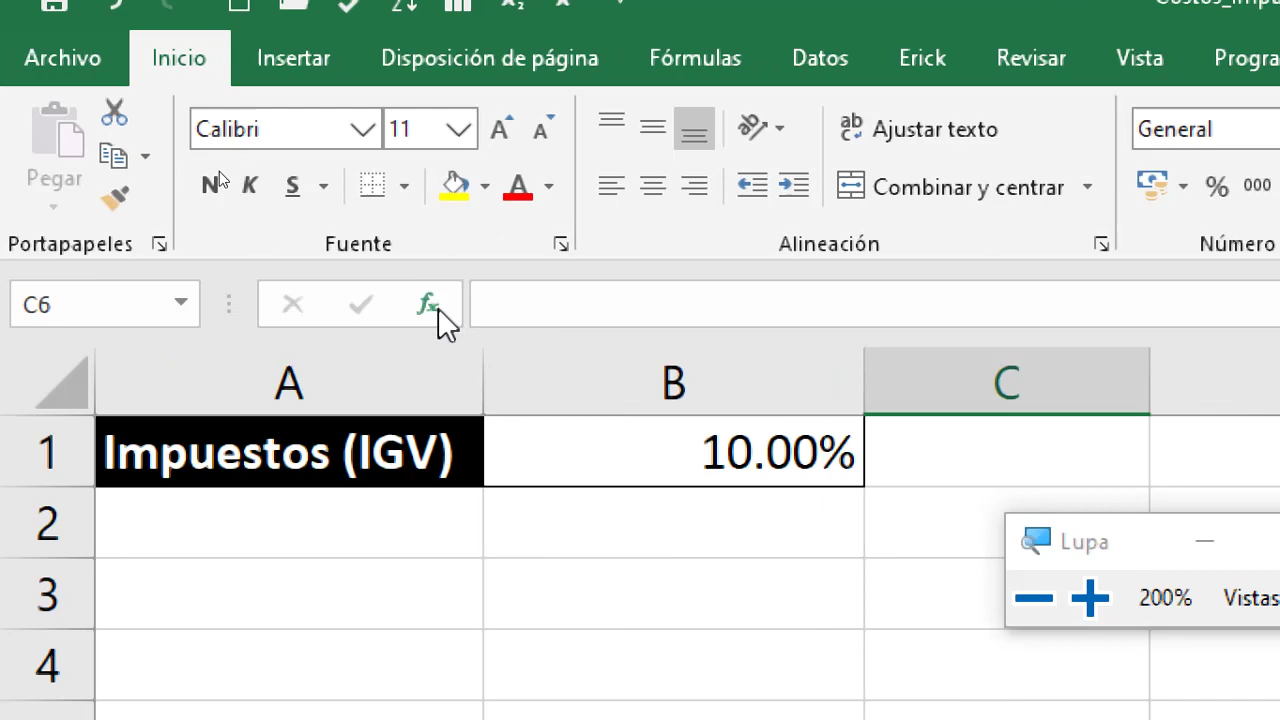 Archivo Inicio Insertar Disposición de página Fórmulas Datos Erick Revisar Vista
Calibri 11 Ajustar texto General
Pegar N K S Combinar y centrar % 000
Portapapeles Fuente Alineación Número
C6 fx
A B C
1 Impuestos (IGV) 10.00%
2
Lupa
3 200% Vistas
4